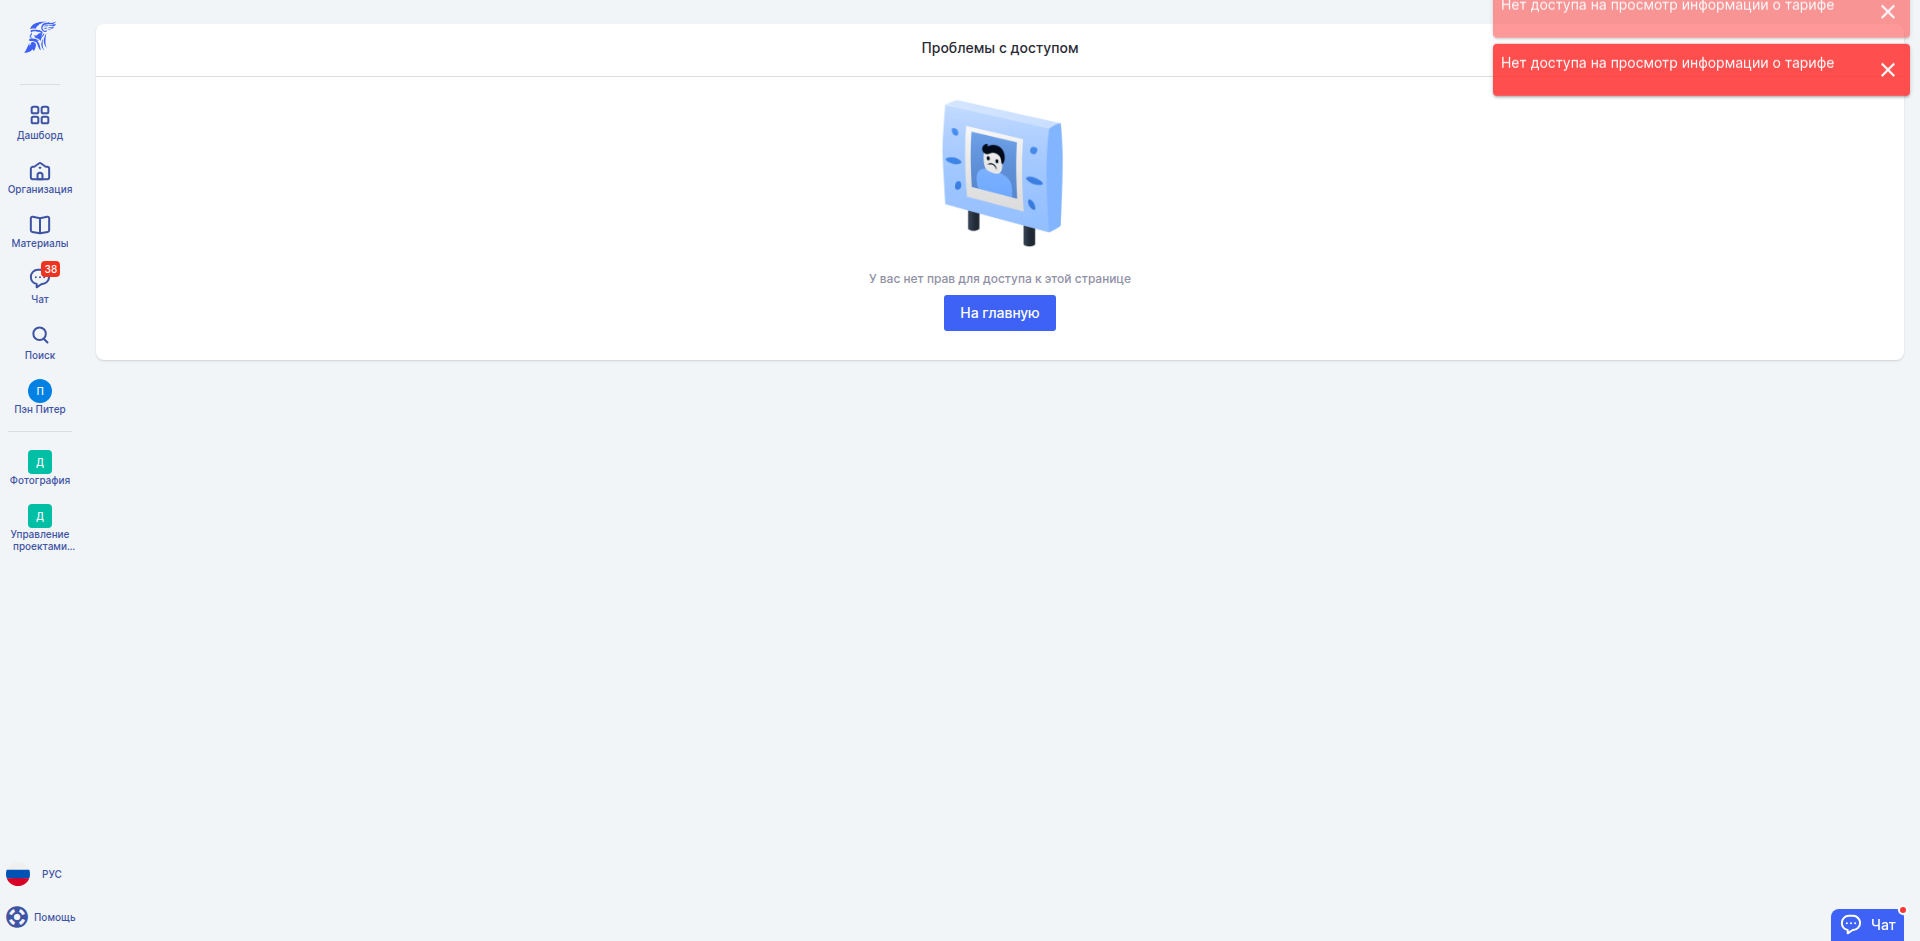 Нет доступа на просмотр информации о тарифе
Проблемы с доступом
Нет доступа на просмотр информации о тарифе
Дашборд
Организация
Материалы
38
Чат
Поиск
П
Пэн Питер
Д
Фотография
Д
Управление
проектами...
У вас нет прав для доступа к этой странице
На главную
РУС
Помощь
Чат